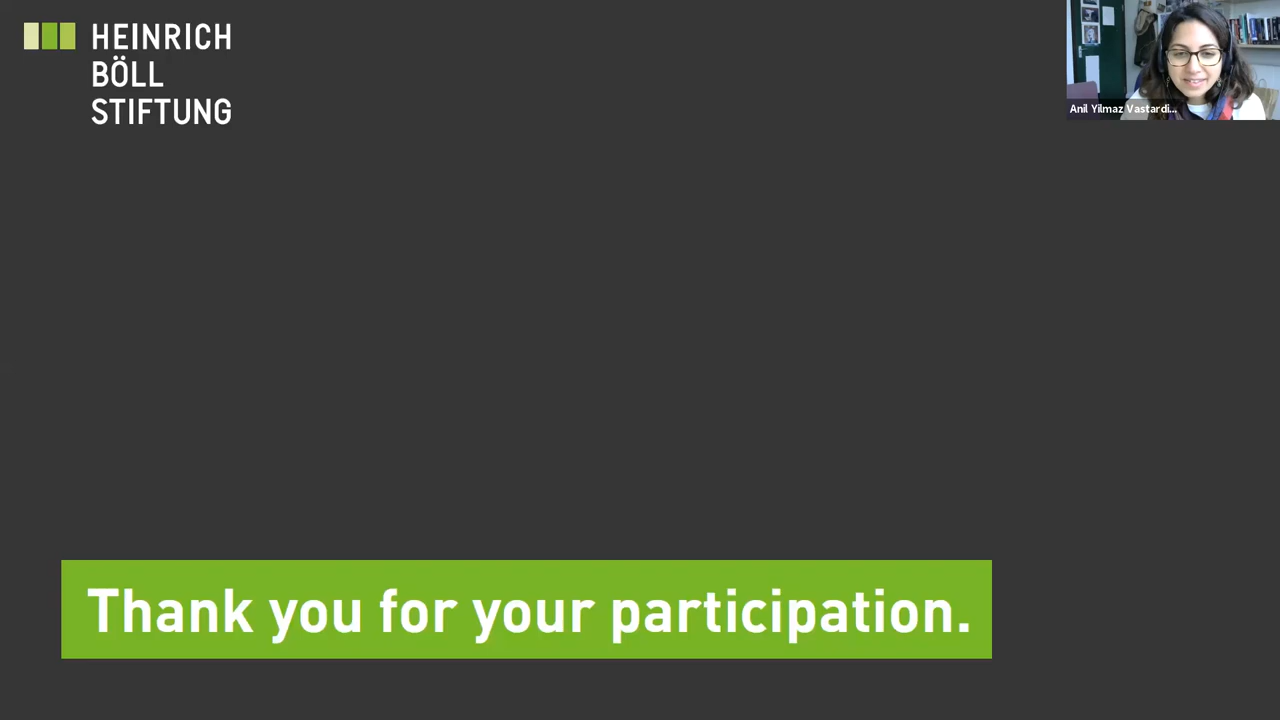 HEINRICH
BÖLL
STIFTUNG
Anil Yilmaz Vastardi...
Thank you for your participation.